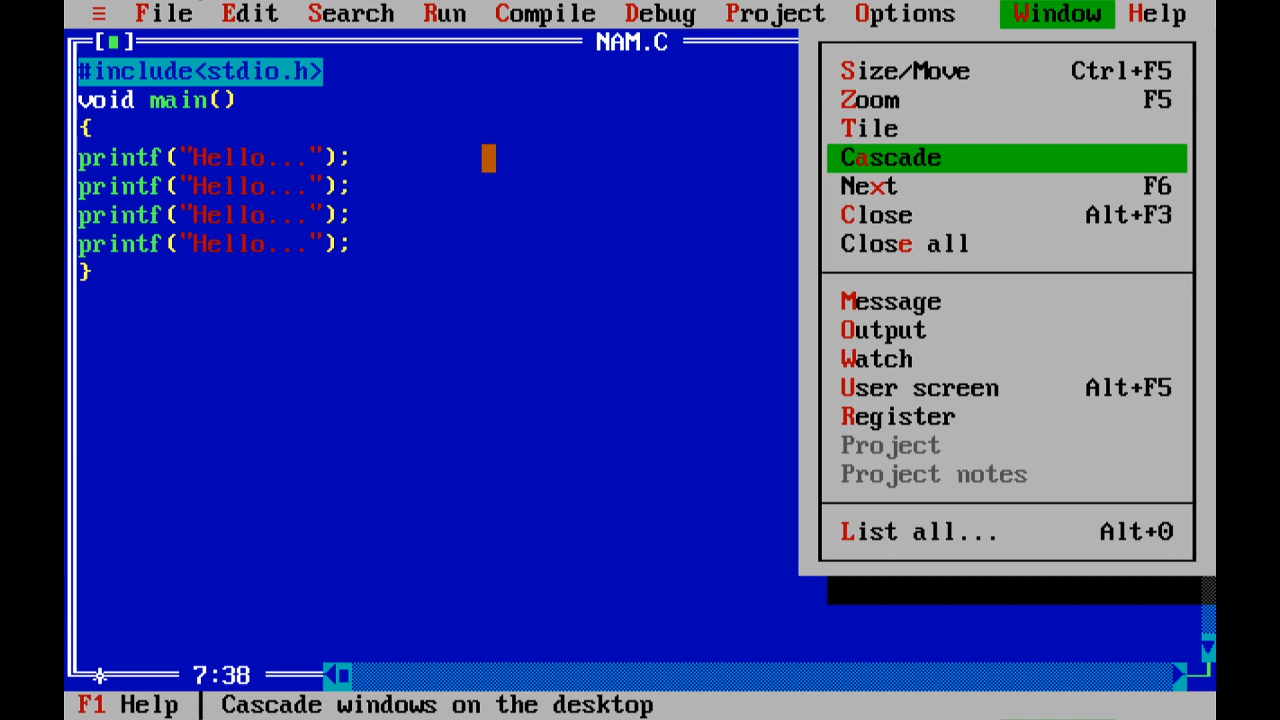 ≡ File Edit Search Run Compile Debug Project Options Window Help
[■] NAM.C
#include<stdio.h>
void main()
{
printf("Hello...");
printf("Hello...");
printf("Hello...");
printf("Hello...");
}
Size/Move Ctrl+F5
Zoom F5
Tile
Cascade
Next F6
Close Alt+F3
Close all
Message
Output
Watch
User screen Alt+F5
Register
Project
Project notes
List all... Alt+0
* 7:38
F1 Help | Cascade windows on the desktop